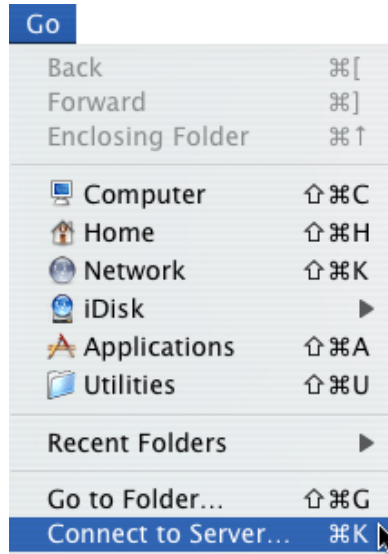 Go
Back ⌘[
Forward ⌘]
Enclosing Folder ⌘↑
Computer ⇧⌘C
Home ⇧⌘H
Network ⇧⌘K
iDisk ▶
Applications ⇧⌘A
Utilities ⇧⌘U
Recent Folders ▶
Go to Folder... ⇧⌘G
Connect to Server... ⌘K